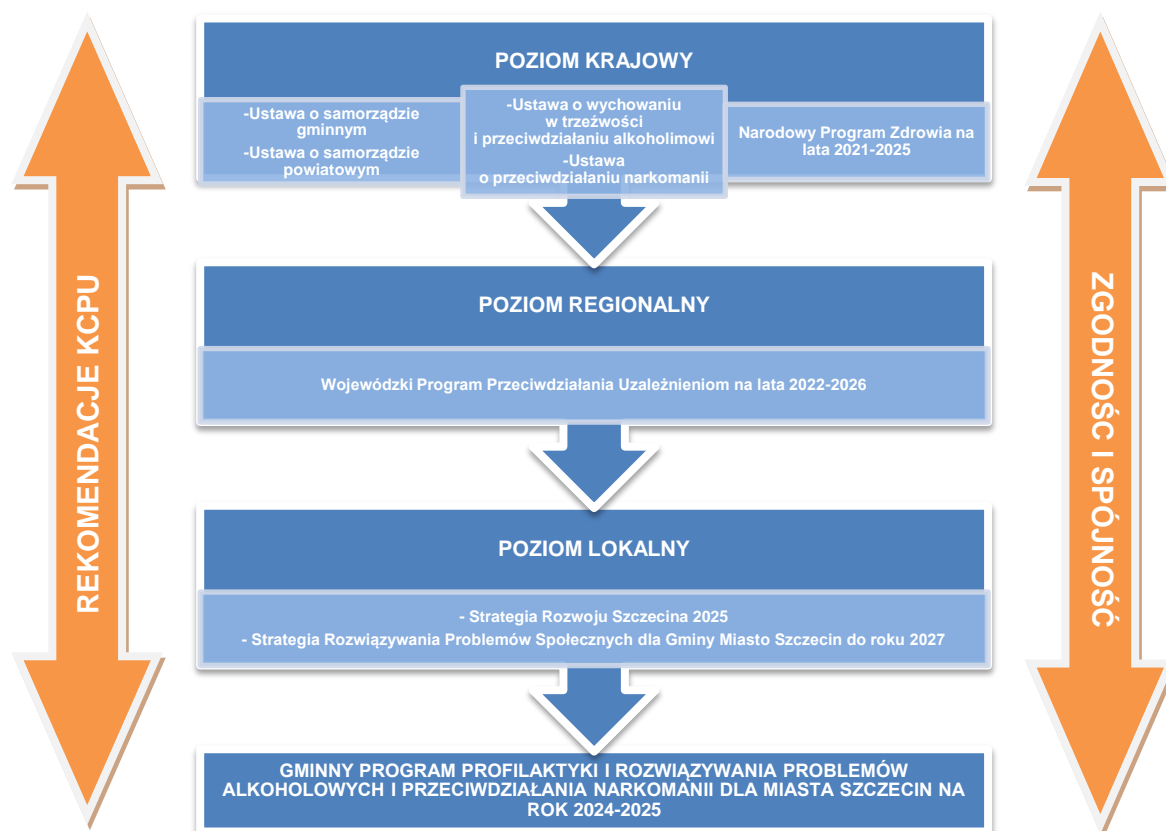 POZIOM KRAJOWY
-Ustawa o samorządzie
gminnym
-Ustawa o samorządzie
powiatowym
-Ustawa o wychowaniu
w trzeźwości
i przeciwdziałaniu alkoholimowi
-Ustawa
o przeciwdziałaniu narkomanii
Narodowy Program Zdrowia na
lata 2021-2025
POZIOM REGIONALNY
Wojewódzki Program Przeciwdziałania Uzależnieniom na lata 2022-2026
POZIOM LOKALNY
- Strategia Rozwoju Szczecina 2025
- Strategia Rozwiązywania Problemów Społecznych dla Gminy Miasto Szczecin do roku 2027
GMINNY PROGRAM PROFILAKTYKI I ROZWIĄZYWANIA PROBLEMÓW
ALKOHOLOWYCH I PRZECIWDZIAŁANIA NARKOMANII DLA MIASTA SZCZECIN NA
ROK 2024-2025
REKOMENDACJE KCPU
ZGODNOŚC I SPÓJNOŚĆ